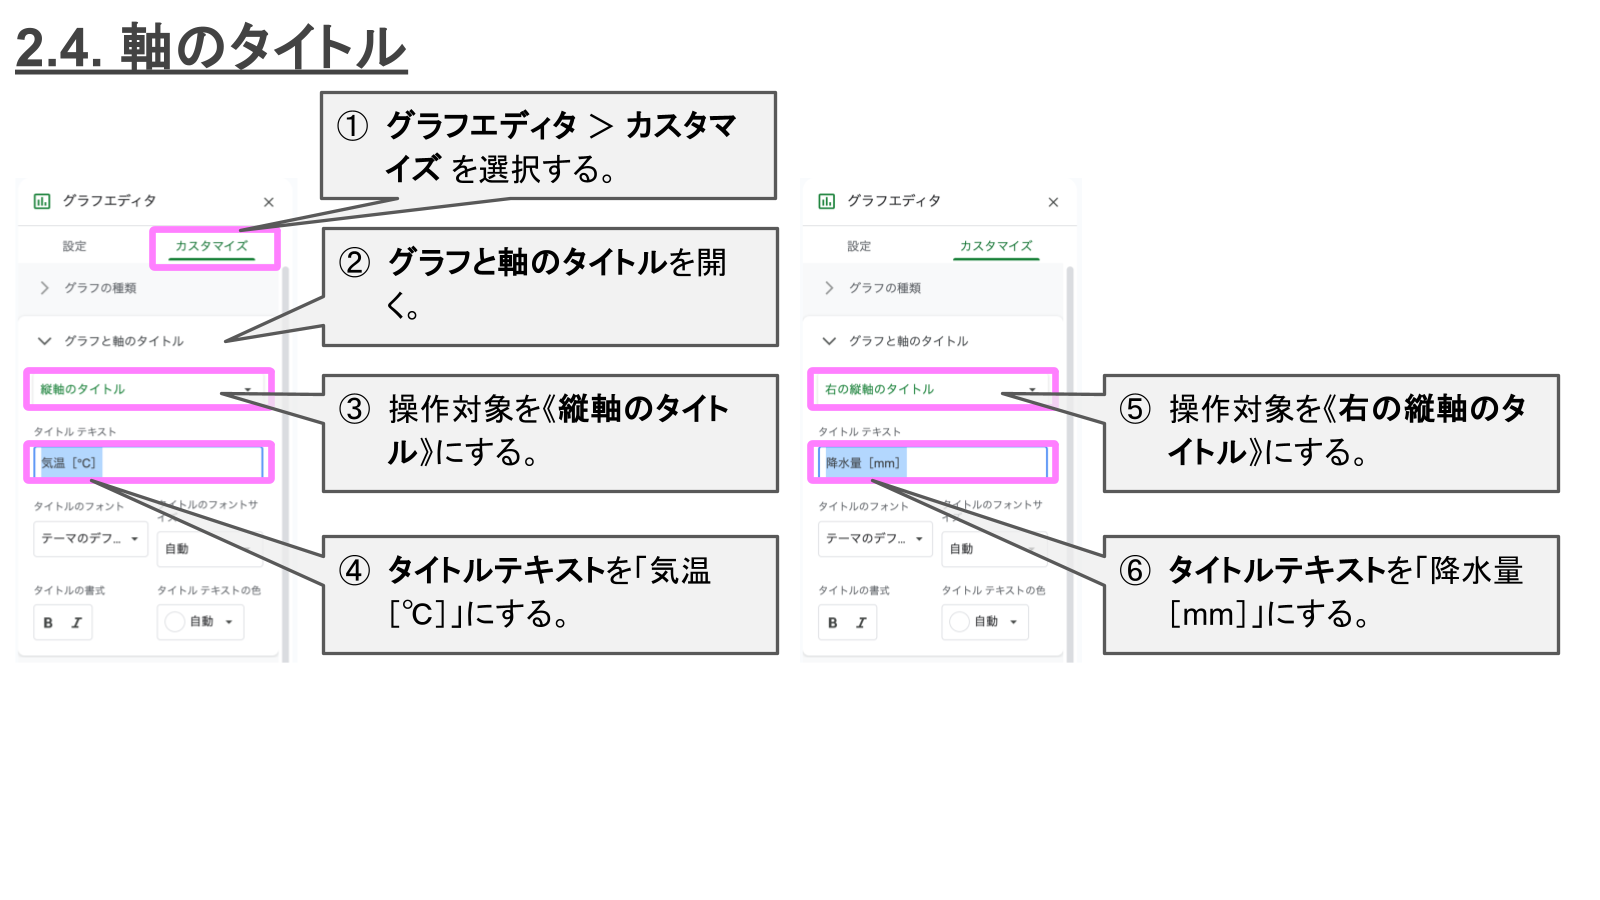 2.4. 軸のタイトル
① グラフエディタ ＞ カスタマ
イズ を選択する。
グラフエディタ
×
設定
カスタマイズ
グラフの種類
グラフと軸のタイトル
縦軸のタイトル
タイトル テキスト
気温［℃］
タイトルのフォント
タイトルのフォントサ
イズ
テーマのデフ...
自動
タイトルの書式
タイトル テキストの色
B I
自動
② グラフと軸のタイトルを開
く。
③ 操作対象を《縦軸のタイト
ル》にする。
④ タイトルテキストを「気温
［℃］」にする。
グラフエディタ
×
設定
カスタマイズ
グラフの種類
グラフと軸のタイトル
右の縦軸のタイトル
タイトル テキスト
降水量［mm］
タイトルのフォント
タイトルのフォントサ
イズ
テーマのデフ...
自動
タイトルの書式
タイトル テキストの色
B I
自動
⑤ 操作対象を《右の縦軸のタ
イトル》にする。
⑥ タイトルテキストを「降水量
［mm］」にする。